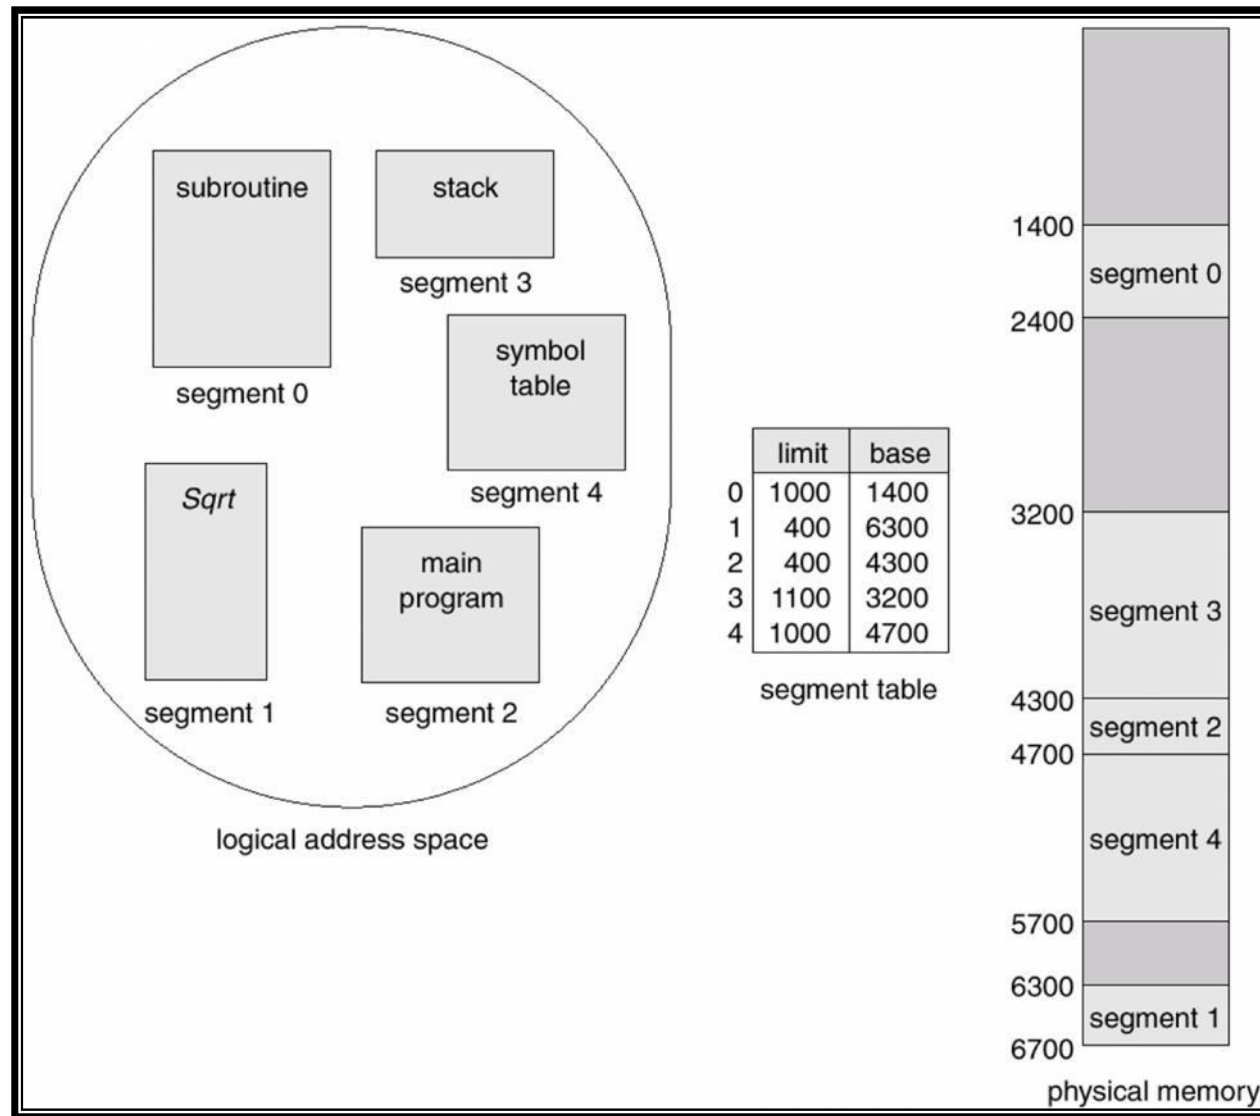 subroutine
segment 0
stack
segment 3
symbol
table
segment 4
Sqrt
segment 1
main
program
segment 2
logical address space
limit base
0 1000 1400
1 400 6300
2 400 4300
3 1100 3200
4 1000 4700
segment table
1400
segment 0
2400
3200
segment 3
4300
segment 2
4700
segment 4
5700
6300
segment 1
6700
physical memory